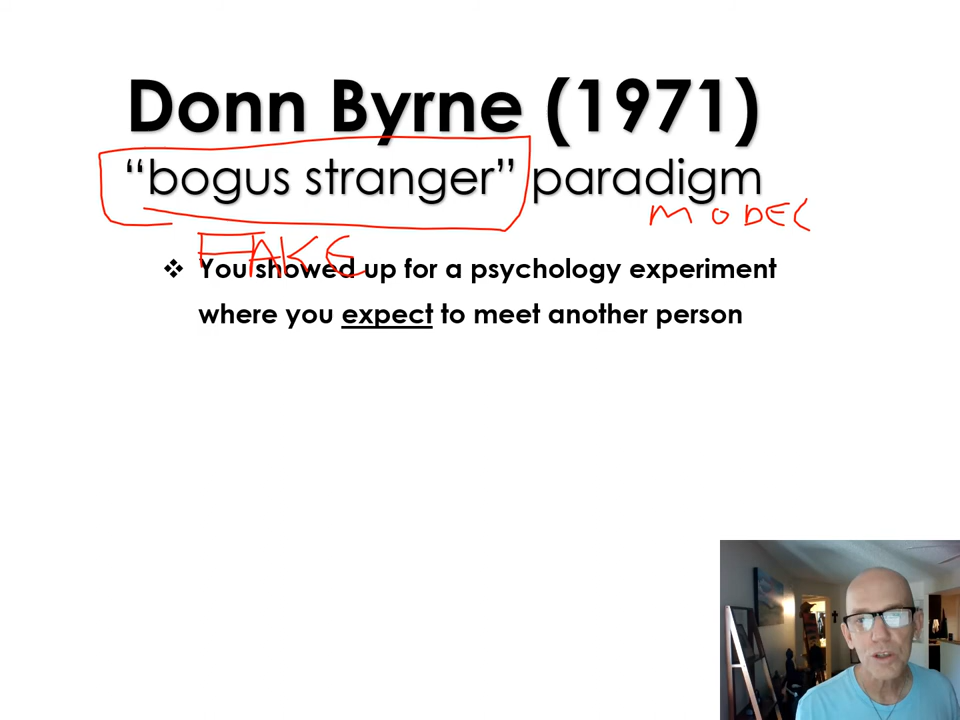 Donn Byrne (1971)
“bogus stranger” paradigm
MODEL
FAKE
❖ You showed up for a psychology experiment
where you expect to meet another person